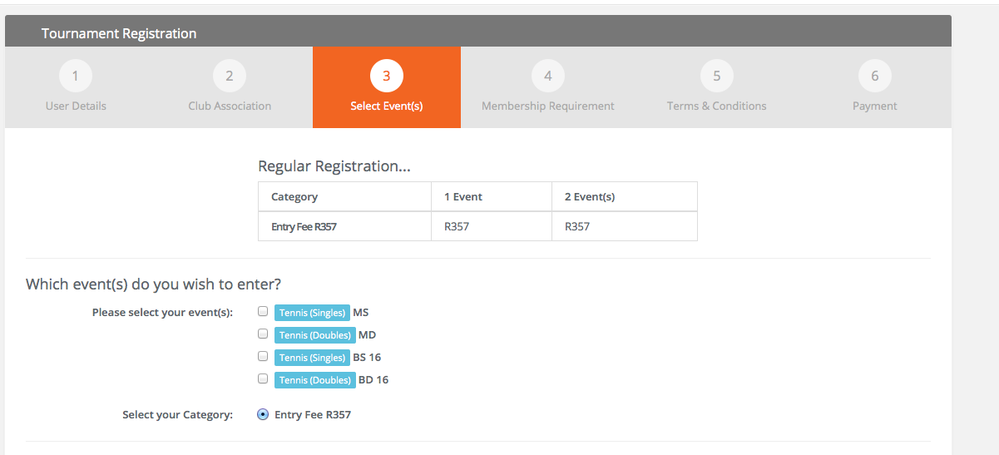 Tournament Registration
1 2 3 4 5 6
User Details Club Association Select Event(s) Membership Requirement Terms & Conditions Payment
Regular Registration...
Category 1 Event 2 Event(s)
Entry Fee R357 R357 R357
Which event(s) do you wish to enter?
Please select your event(s): Tennis (Singles) MS
Tennis (Doubles) MD
Tennis (Singles) BS 16
Tennis (Doubles) BD 16
Select your Category: Entry Fee R357